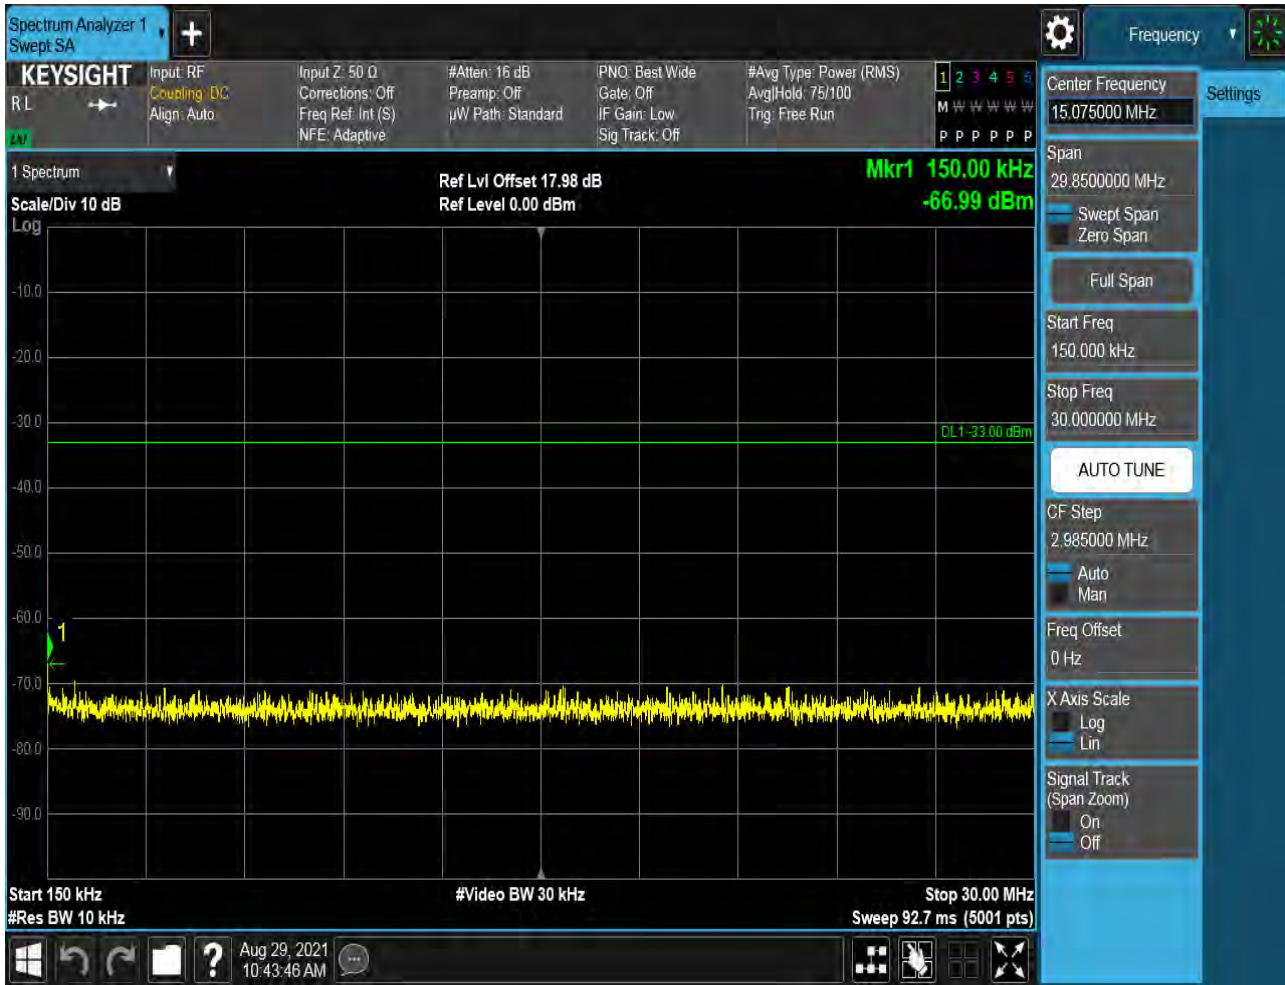 Spectrum Analyzer 1
Swept SA
Frequency
KEYSIGHT
R L
LNI
Input: RF
Coupling: DC
Align: Auto
Input Z: 50 Ω
Corrections: Off
Freq Ref: Int (S)
NFE: Adaptive
#Atten: 16 dB
Preamp: Off
µW Path: Standard
PNO: Best Wide
Gate: Off
IF Gain: Low
Sig Track: Off
#Avg Type: Power (RMS)
Avg|Hold: 75/100
Trig: Free Run
1 2 3 4 5 6
M W W W W W
P P P P P P
1 Spectrum
Scale/Div 10 dB
Log
Ref Lvl Offset 17.98 dB
Ref Level 0.00 dBm
Mkr1 150.00 kHz
-66.99 dBm
-10.0
-20.0
-30.0
DL1 -33.00 dBm
-40.0
-50.0
-60.0
1
-70.0
-80.0
-90.0
Start 150 kHz
#Res BW 10 kHz
#Video BW 30 kHz
Stop 30.00 MHz
Sweep 92.7 ms (5001 pts)
Aug 29, 2021
10:43:46 AM
Center Frequency
15.075000 MHz
Settings
Span
29.8500000 MHz
Swept Span
Zero Span
Full Span
Start Freq
150.000 kHz
Stop Freq
30.000000 MHz
AUTO TUNE
CF Step
2.985000 MHz
Auto
Man
Freq Offset
0 Hz
X Axis Scale
Log
Lin
Signal Track
(Span Zoom)
On
Off